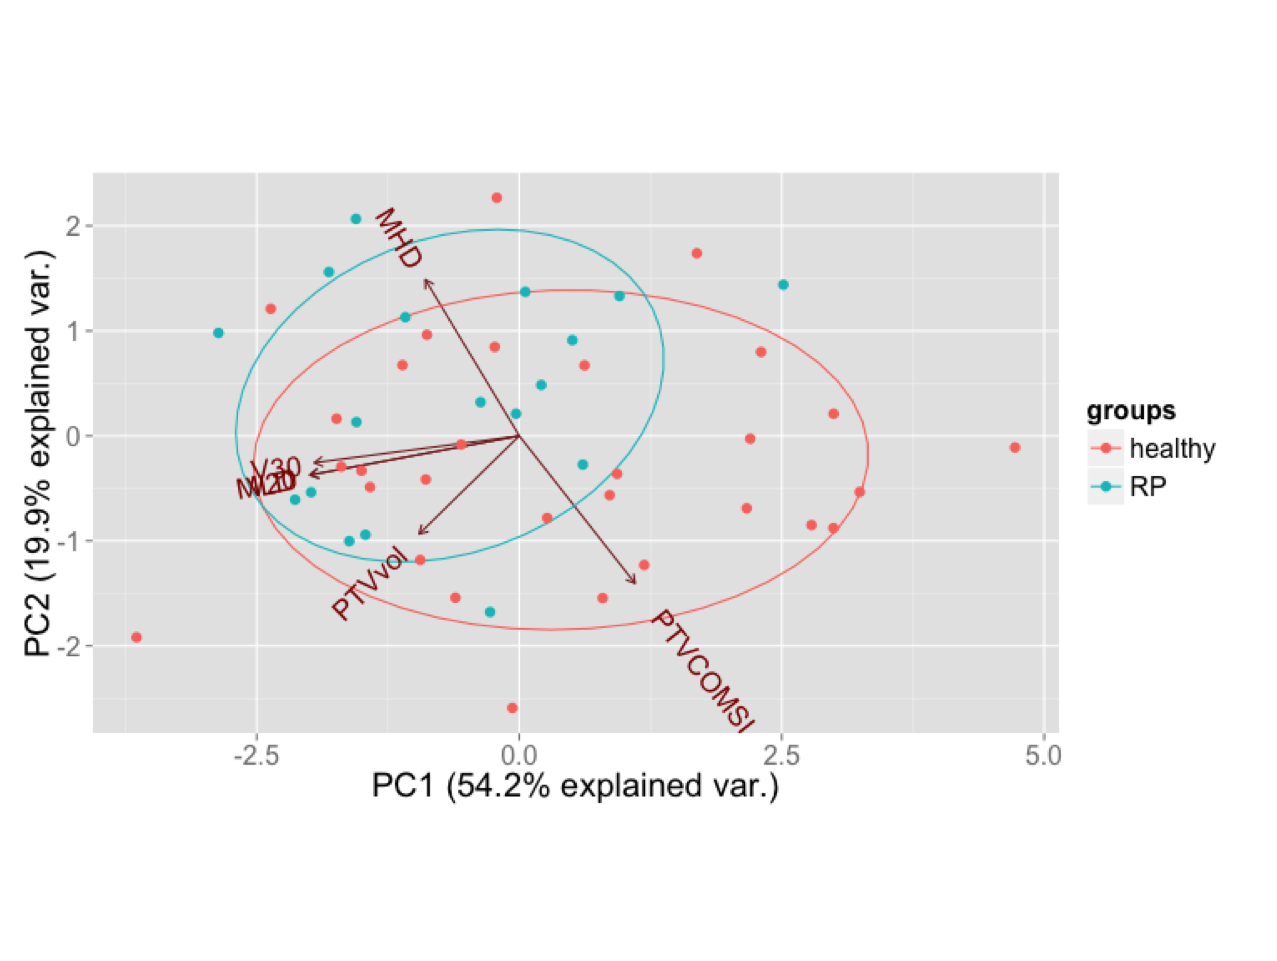 PC2 (19.9% explained var.)
2
1
0
-1
-2
MHD
V30
PTVvol
PTVCOMSI
-2.5
0.0
2.5
5.0
PC1 (54.2% explained var.)
groups
healthy
RP